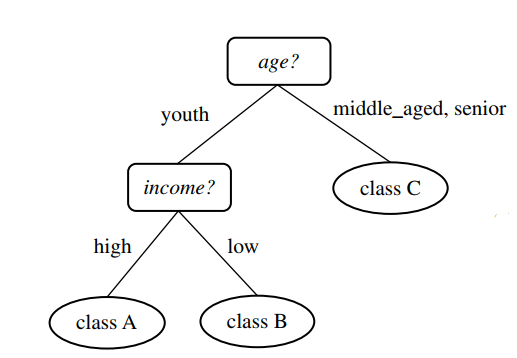 age?
youth
middle_aged, senior
income?
class C
high
low
class A
class B